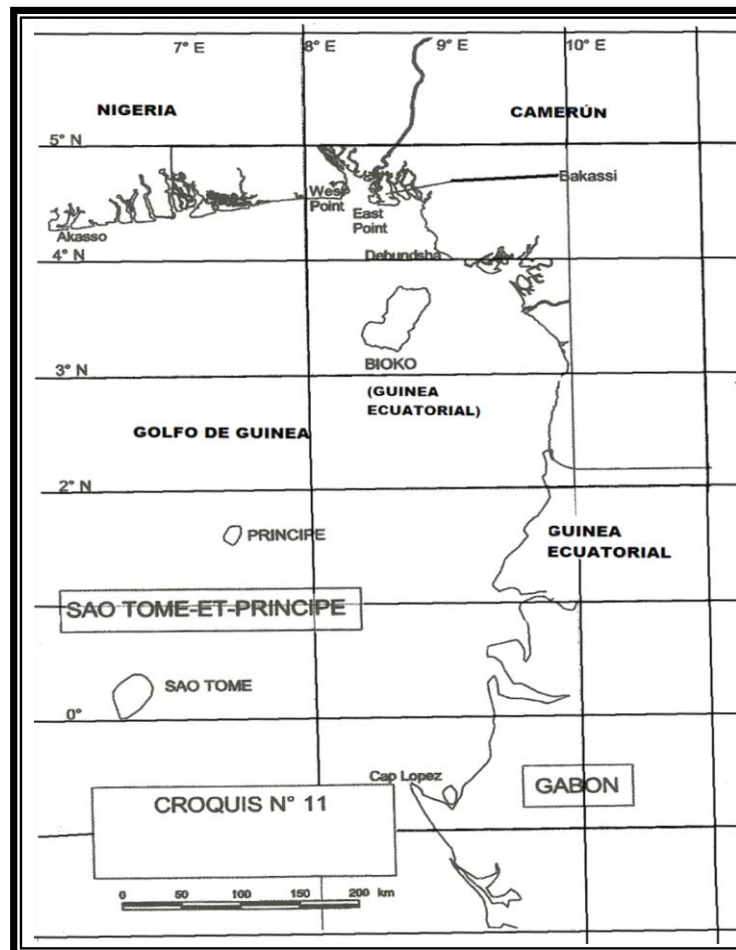 7° E
8° E
9° E
10° E
NIGERIA
CAMERÚN
5° N
West
Point
East
Point
Bakassi
Akasso
Debundsha
4° N
BIOKO
3° N
(GUINEA
ECUATORIAL)
GOLFO DE GUINEA
2° N
PRINCIPE
GUINEA
ECUATORIAL
SAO TOME-ET-PRINCIPE
SAO TOME
0°
Cap Lopez
GABON
CROQUIS N° 11
0 50 100 150 200 km